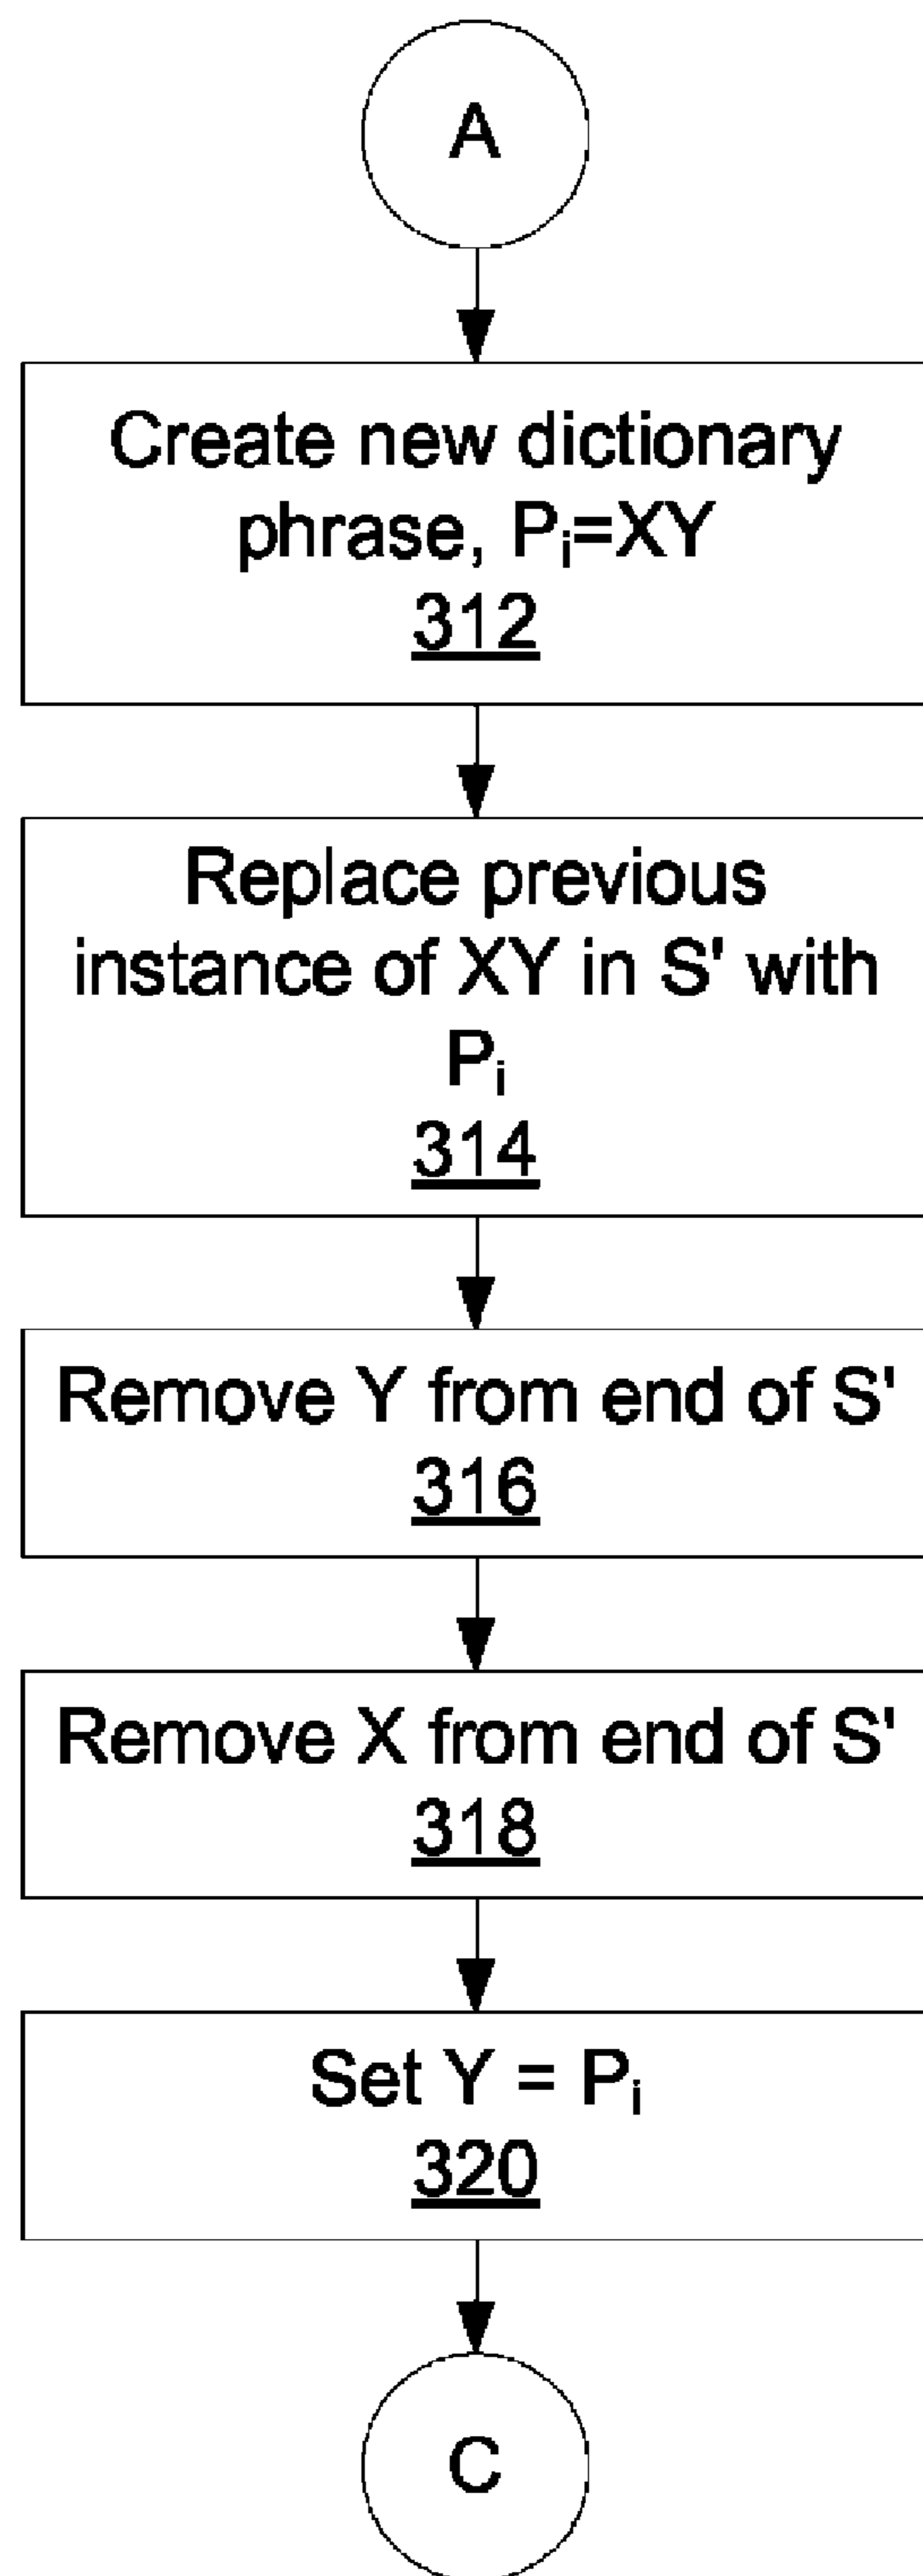 A
Create new dictionary
phrase, Pᵢ=XY
312
Replace previous
instance of XY in S' with
Pᵢ
314
Remove Y from end of S'
316
Remove X from end of S'
318
Set Y = Pᵢ
320
C